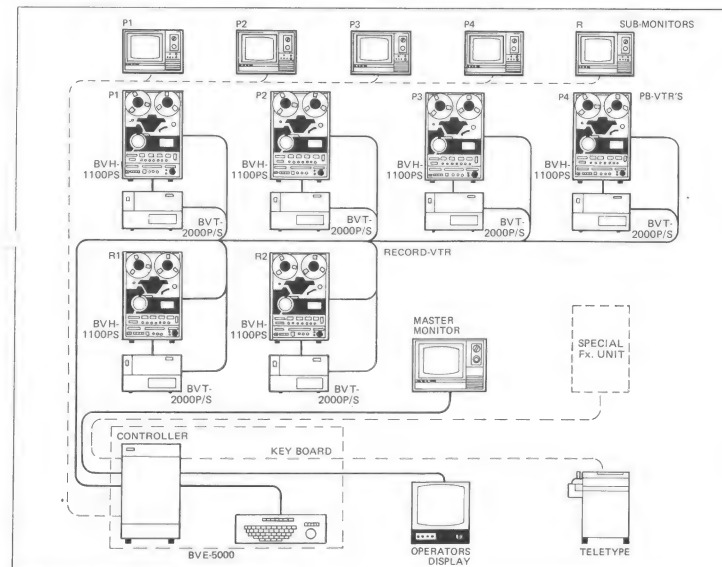 P1 P2 P3 P4 R SUB-MONITORS
P1 P2 P3 P4 PB-VTR'S
BVH-
1100PS
BVH-
1100PS
BVH-
1100PS
BVH-
1100PS
BVT-
2000P/S
BVT-
2000P/S
BVT-
2000P/S
BVT-
2000P/S
R1 R2 RECORD-VTR
BVH-
1100PS
BVH-
1100PS
BVT-
2000P/S
BVT-
2000P/S
MASTER
MONITOR
SPECIAL
Fx. UNIT
CONTROLLER
KEY BOARD
BVE-5000
OPERATORS
DISPLAY
TELETYPE